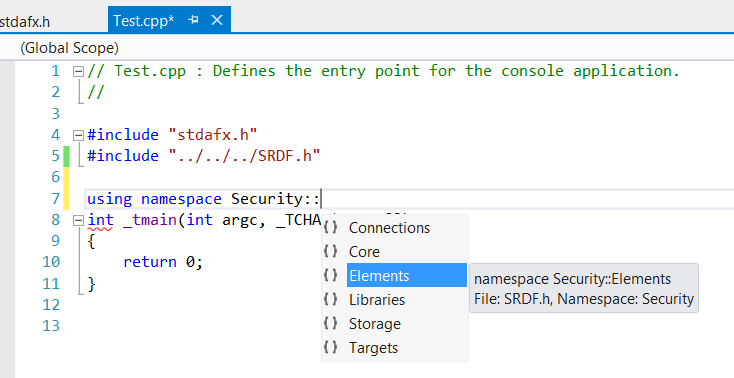 stdafx.h
Test.cpp*
(Global Scope)
1 // Test.cpp : Defines the entry point for the console application.
2 //
3
4 #include "stdafx.h"
5 #include "../../../SRDF.h"
6
7 using namespace Security::
8 int _tmain(int argc, _TCHA
9 {
10 return 0;
11 }
12
13
{} Connections
{} Core
{} Elements
{} Libraries
{} Storage
{} Targets
namespace Security::Elements
File: SRDF.h, Namespace: Security